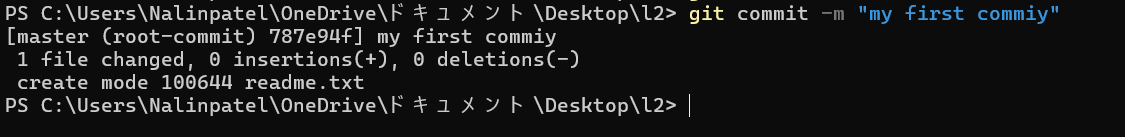 PS C:\Users\Nalinpatel\OneDrive\ドキュメント\Desktop\l2> git commit -m "my first commiy"
[master (root-commit) 787e94f] my first commiy
 1 file changed, 0 insertions(+), 0 deletions(-)
 create mode 100644 readme.txt
PS C:\Users\Nalinpatel\OneDrive\ドキュメント\Desktop\l2>